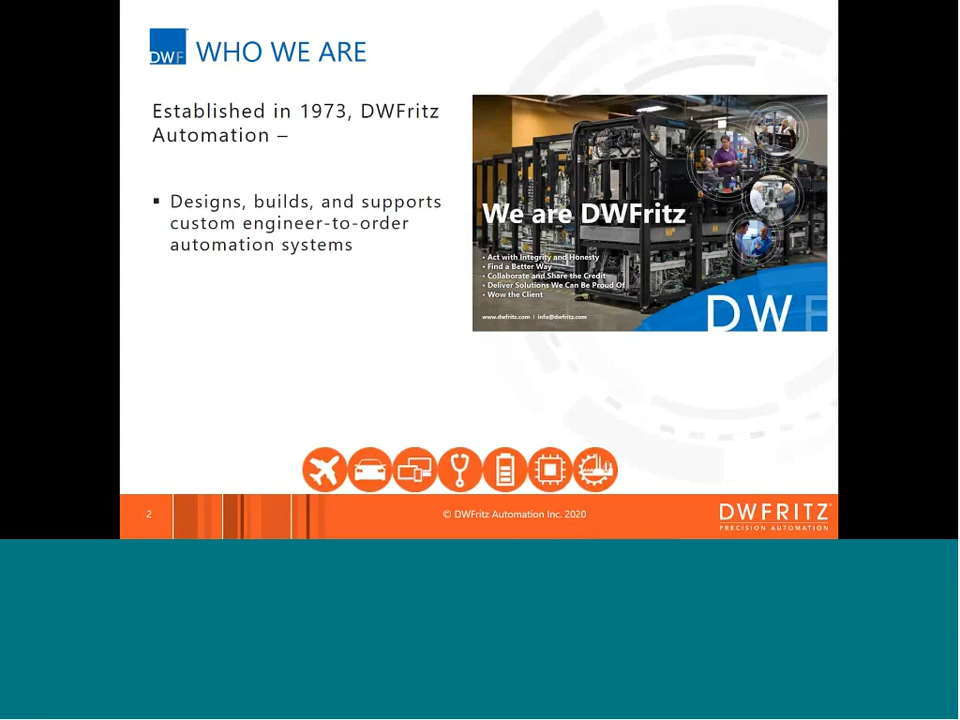 DWF WHO WE ARE
Established in 1973, DWFritz
Automation –
▪ Designs, builds, and supports
custom engineer-to-order
automation systems
We are DWFritz
• Act with Integrity and Honesty
• Find a Better Way
• Collaborate and Share the Credit
• Deliver Solutions We Can Be Proud Of
• Wow the Client
www.dwfritz.com | info@dwfritz.com
DWF
2
© DWFritz Automation Inc. 2020
DWFRITZ
PRECISION AUTOMATION